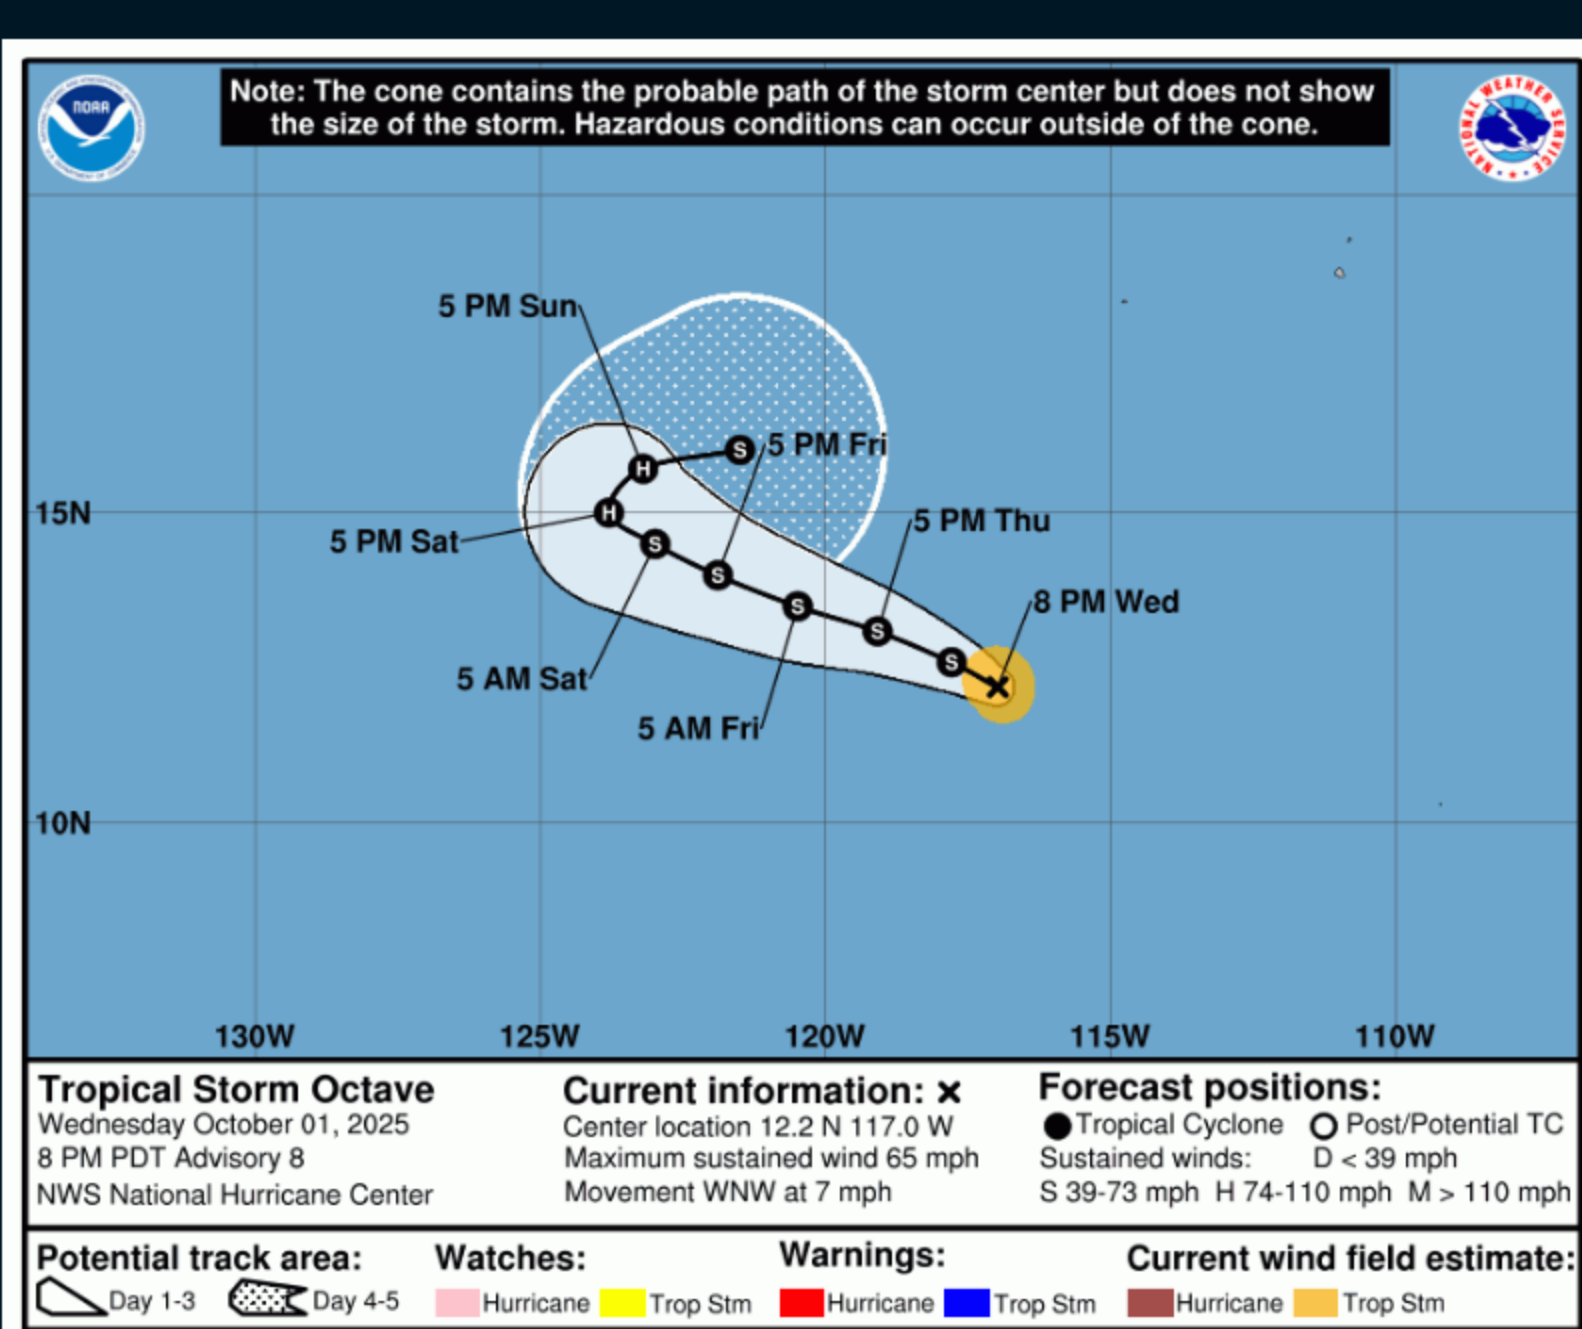 Note: The cone contains the probable path of the storm center but does not show
the size of the storm. Hazardous conditions can occur outside of the cone.
NOAA
NATIONAL WEATHER SERVICE
5 PM Sun
H
S
5 PM Fri
15N
H
5 PM Thu
5 PM Sat
S
S
S
8 PM Wed
S
5 AM Sat
S
5 AM Fri
10N
130W
125W
120W
115W
110W
Tropical Storm Octave
Wednesday October 01, 2025
8 PM PDT Advisory 8
NWS National Hurricane Center
Current information: ×
Center location 12.2 N 117.0 W
Maximum sustained wind 65 mph
Movement WNW at 7 mph
Forecast positions:
Tropical Cyclone
Post/Potential TC
Sustained winds:
D < 39 mph
S 39-73 mph H 74-110 mph M > 110 mph
Potential track area:
Day 1-3
Day 4-5
Watches:
Hurricane
Trop Stm
Warnings:
Hurricane
Trop Stm
Current wind field estimate:
Hurricane
Trop Stm